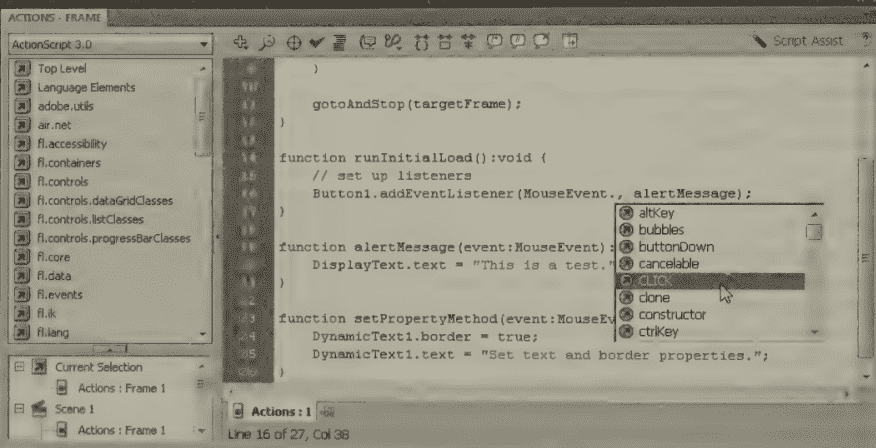 ACTIONS - FRAME
ActionScript 3.0
Script Assist
Top Level
Language Elements
adobe.utils
air.net
fl.accessibility
fl.containers
fl.controls
fl.controls.dataGridClasses
fl.controls.listClasses
fl.controls.progressBarClasses
fl.core
fl.data
fl.events
fl.ik
fl.lang
Current Selection
Actions : Frame 1
Scene 1
Actions : Frame 1
}
gotoAndStop(targetFrame);
}
14 function runInitialLoad():void {
15 // set up listeners
16 Button1.addEventListener(MouseEvent., alertMessage);
}
function alertMessage(event:MouseEvent):
DisplayText.text = "This is a test."
}
function setPropertyMethod(event:MouseEv
24 DynamicText1.border = true;
25 DynamicText1.text = "Set text and border properties.";
}
altKey
bubbles
buttonDown
cancelable
CLICK
clone
constructor
ctrlKey
Actions : 1
Line 16 of 27, Col 38